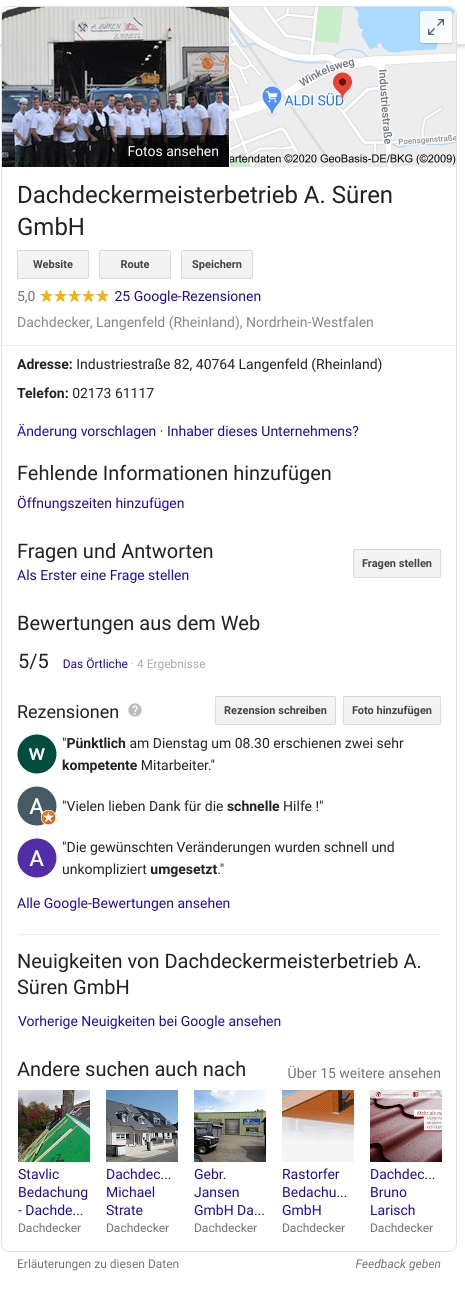 A. SÜREN
Fotos ansehen
Winkelsweg
ALDI SÜD
Industriestraße
Poensgenstraße
artendaten ©2020 GeoBasis-DE/BKG (©2009)
Dachdeckermeisterbetrieb A. Süren
GmbH
Website
Route
Speichern
5,0 ★★★★★ 25 Google-Rezensionen
Dachdecker, Langenfeld (Rheinland), Nordrhein-Westfalen
Adresse: Industriestraße 82, 40764 Langenfeld (Rheinland)
Telefon: 02173 61117
Änderung vorschlagen · Inhaber dieses Unternehmens?
Fehlende Informationen hinzufügen
Öffnungszeiten hinzufügen
Fragen und Antworten
Als Erster eine Frage stellen
Fragen stellen
Bewertungen aus dem Web
5/5 Das Örtliche · 4 Ergebnisse
Rezensionen ?
Rezension schreiben
Foto hinzufügen
W
"Pünktlich am Dienstag um 08.30 erschienen zwei sehr
kompetente Mitarbeiter."
A
"Vielen lieben Dank für die schnelle Hilfe !"
A
"Die gewünschten Veränderungen wurden schnell und
unkompliziert umgesetzt."
Alle Google-Bewertungen ansehen
Neuigkeiten von Dachdeckermeisterbetrieb A.
Süren GmbH
Vorherige Neuigkeiten bei Google ansehen
Andere suchen auch nach
Über 15 weitere ansehen
Stavlic
Bedachung
- Dachde...
Dachdecker
Dachdec...
Michael
Strate
Dachdecker
Gebr.
Jansen
GmbH Da...
Dachdecker
Rastorfer
Bedachu...
GmbH
Dachdecker
Dachdec...
Bruno
Larisch
Dachdecker
Erläuterungen zu diesen Daten
Feedback geben